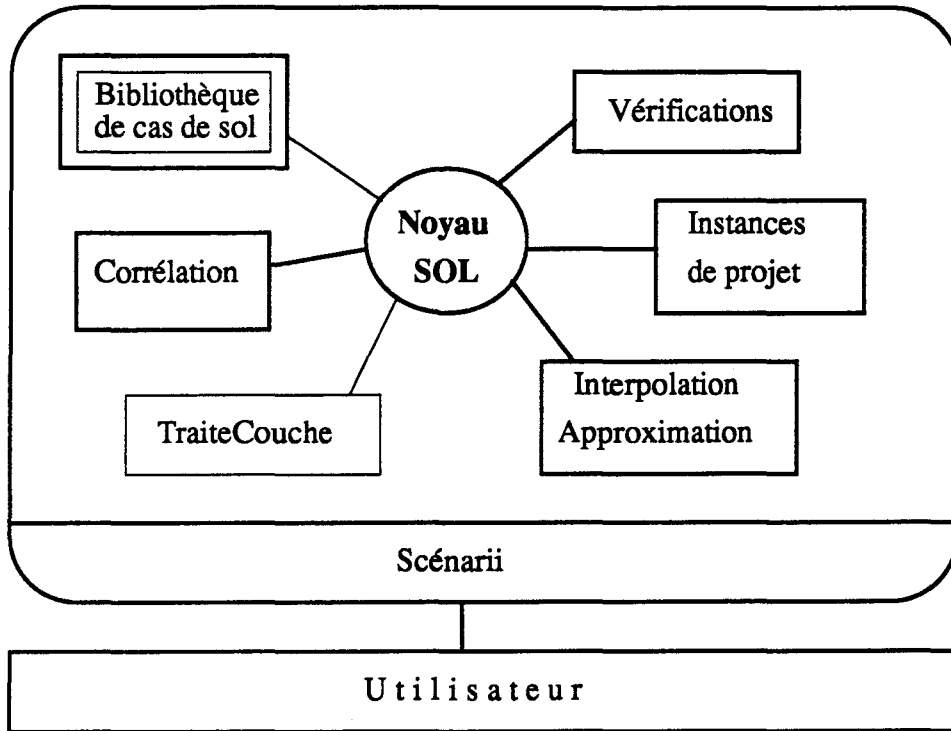 Bibliothèque
de cas de sol
Vérifications
Noyau
SOL
Instances
de projet
Corrélation
TraiteCouche
Interpolation
Approximation
Scénarii
Utilisateur